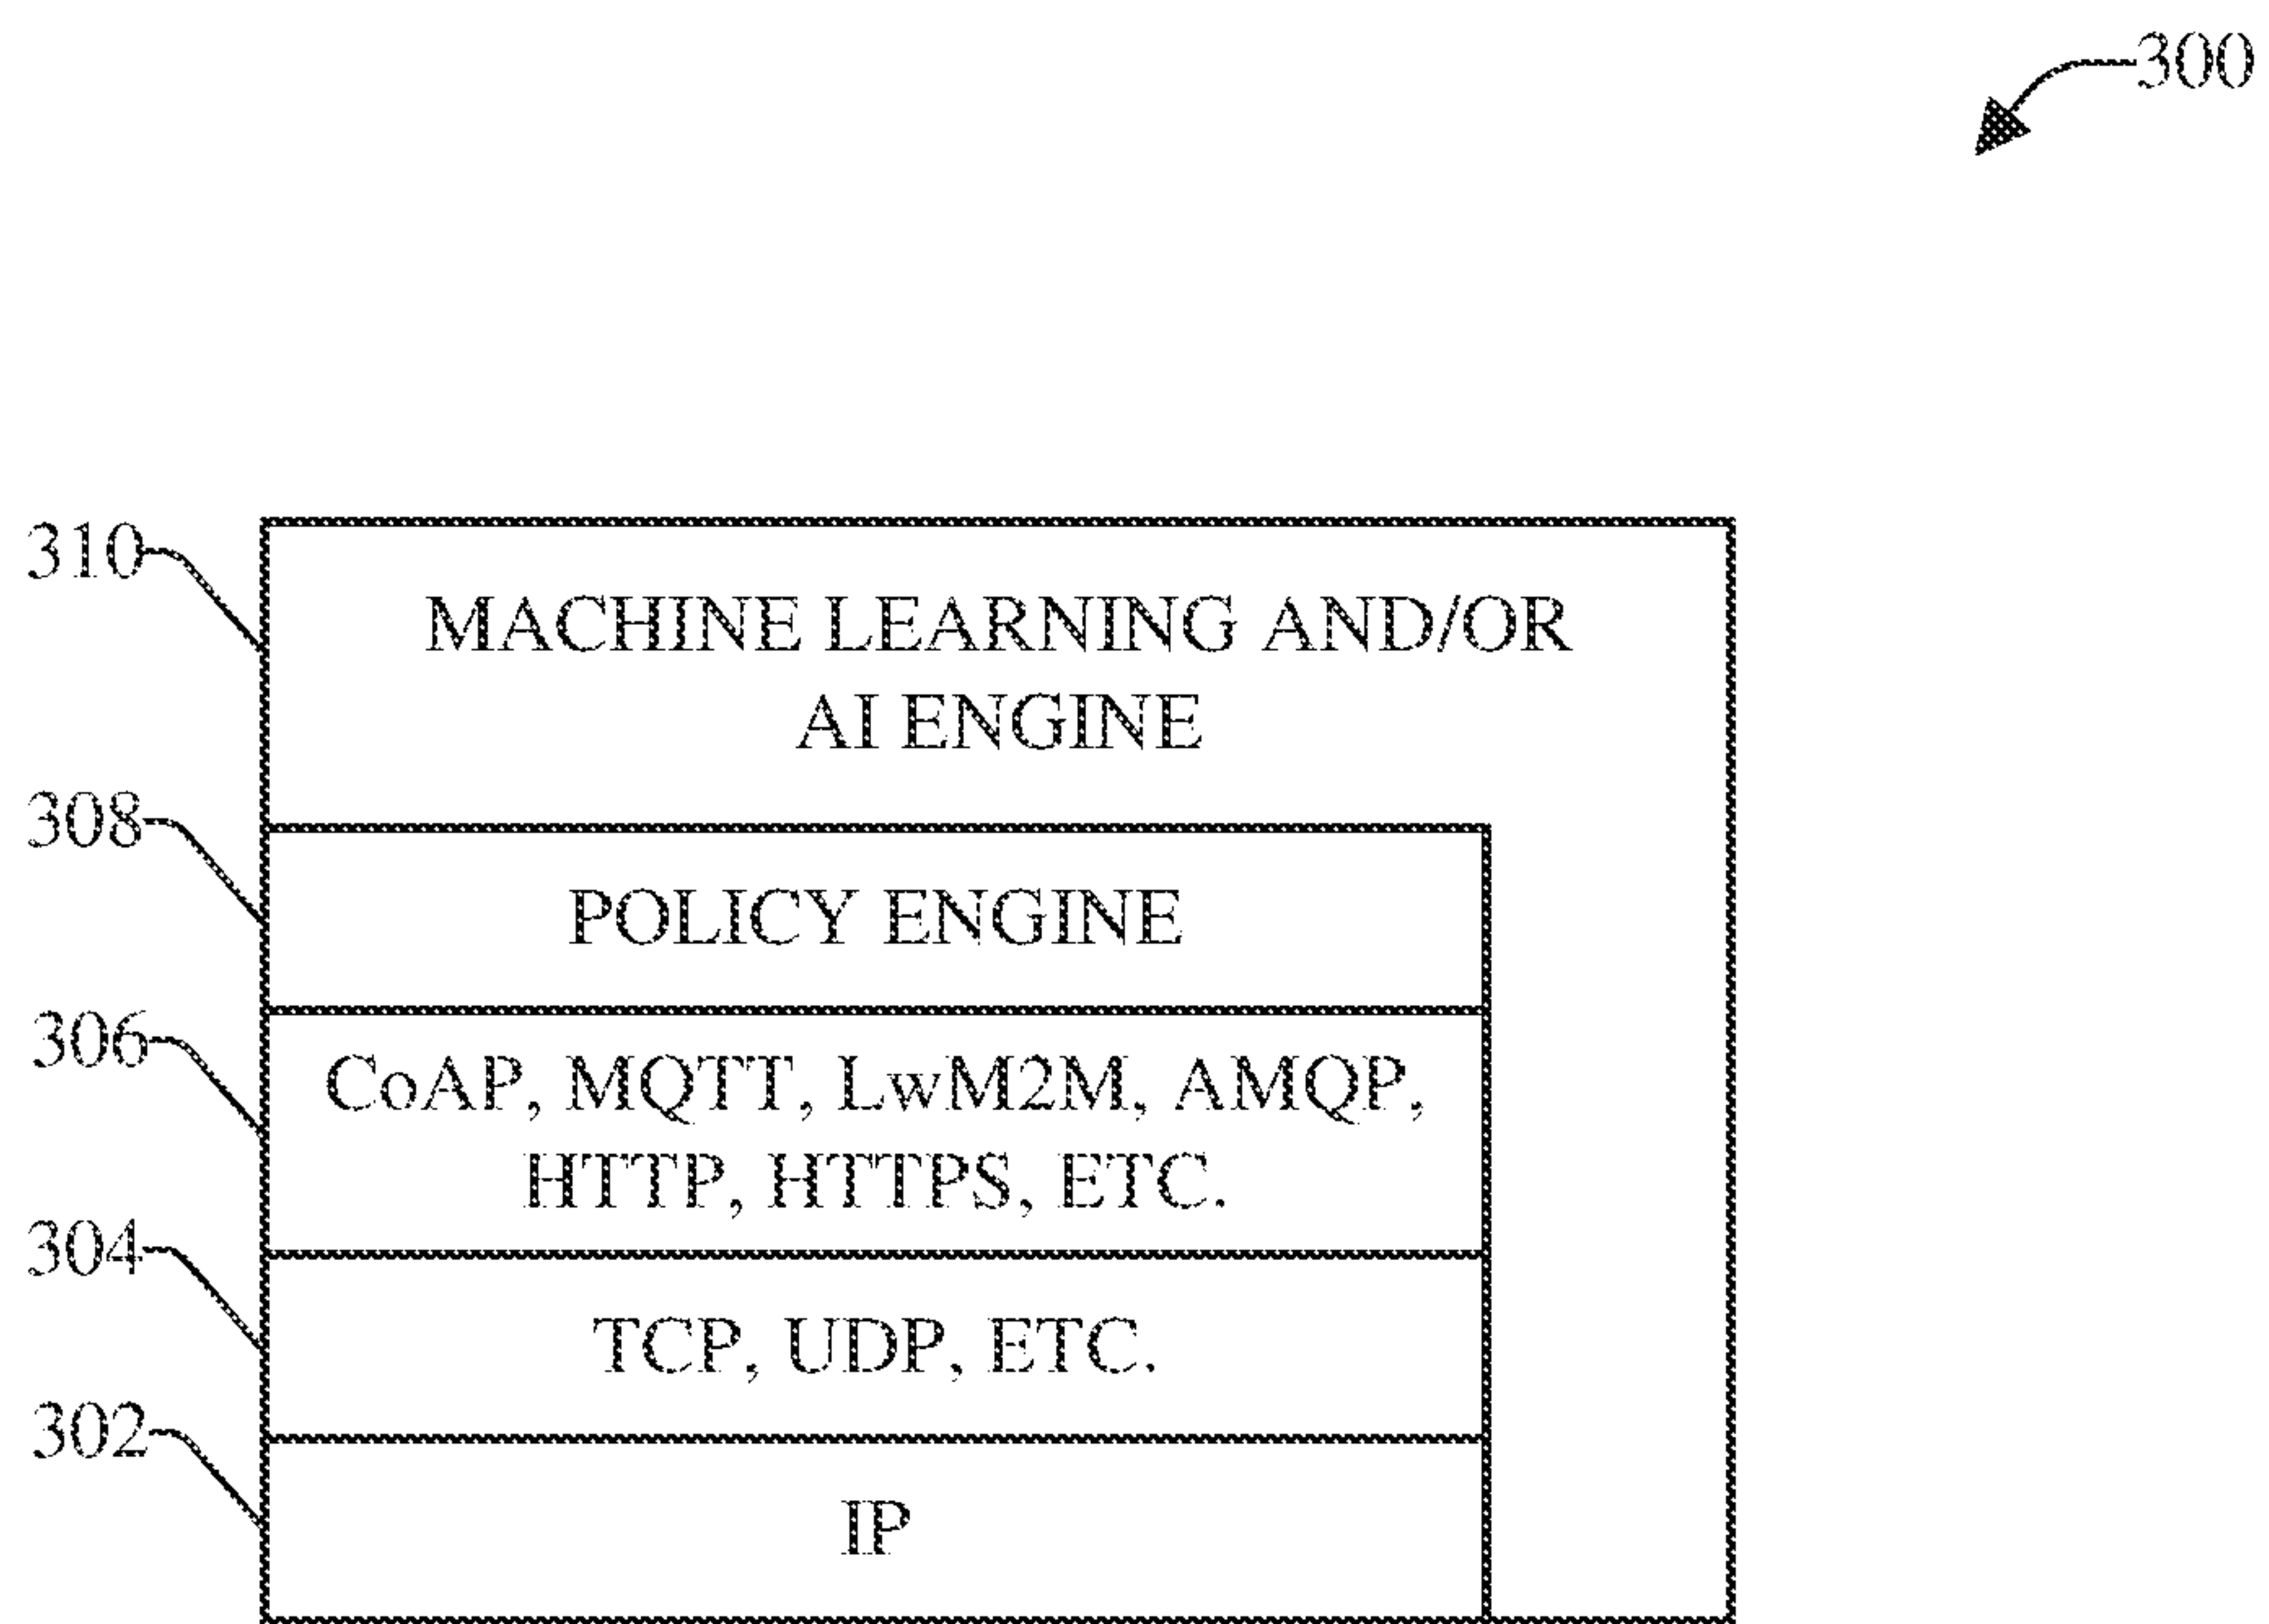 300
310
MACHINE LEARNING AND/OR
AI ENGINE
308
POLICY ENGINE
306
CoAP, MQTT, LwM2M, AMQP,
HTTP, HTTPS, ETC.
304
TCP, UDP, ETC.
302
IP